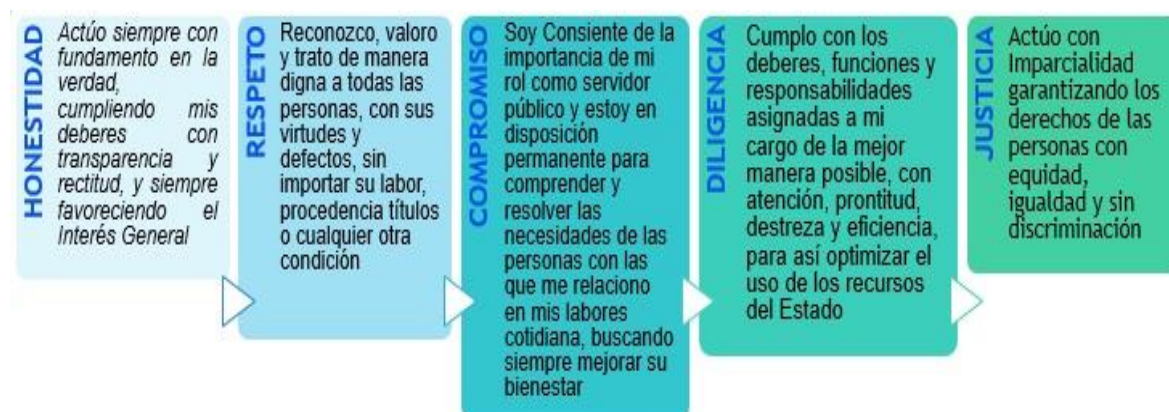 HONESTIDAD
Actúo siempre con
fundamento en la
verdad,
cumpliendo mis
deberes con
transparencia y
rectitud, y siempre
favoreciendo el
Interés General
RESPETO
Reconozco, valoro
y trato de manera
digna a todas las
personas, con sus
virtudes y
defectos, sin
importar su labor,
procedencia títulos
o cualquier otra
condición
COMPROMISO
Soy Consiente de la
importancia de mi
rol como servidor
público y estoy en
disposición
permanente para
comprender y
resolver las
necesidades de las
personas con las
que me relaciono
en mis labores
cotidiana, buscando
siempre mejorar su
bienestar
DILIGENCIA
Cumplo con los
deberes, funciones y
responsabilidades
asignadas a mi
cargo de la mejor
manera posible, con
atención, prontitud,
destreza y eficiencia,
para así optimizar el
uso de los recursos
del Estado
JUSTICIA
Actúo con
Imparcialidad
garantizando los
derechos de las
personas con
equidad,
igualdad y sin
discriminación